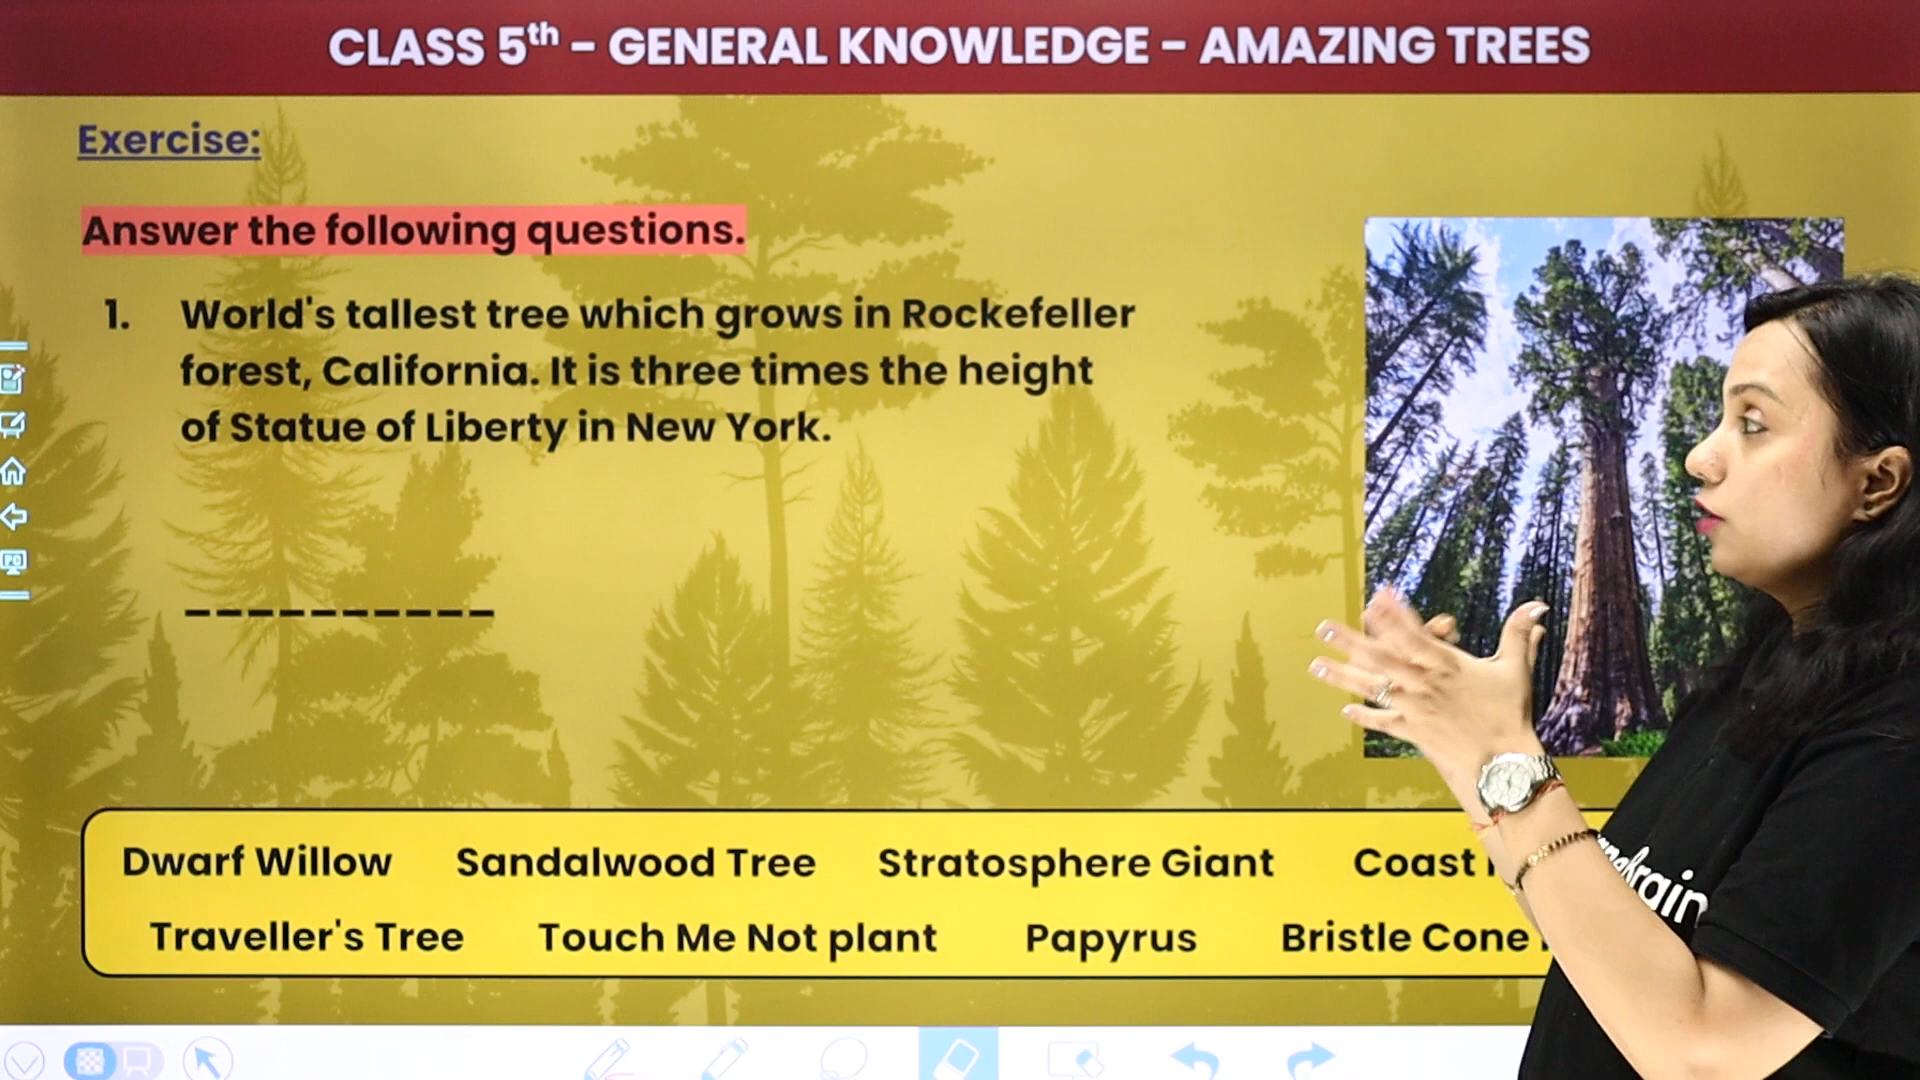 CLASS 5th - GENERAL KNOWLEDGE - AMAZING TREES
Exercise:
Answer the following questions.
1. World's tallest tree which grows in Rockefeller
forest, California. It is three times the height
of Statue of Liberty in New York.
----------
Dwarf Willow Sandalwood Tree Stratosphere Giant Coast
Traveller's Tree Touch Me Not plant Papyrus Bristle Cone